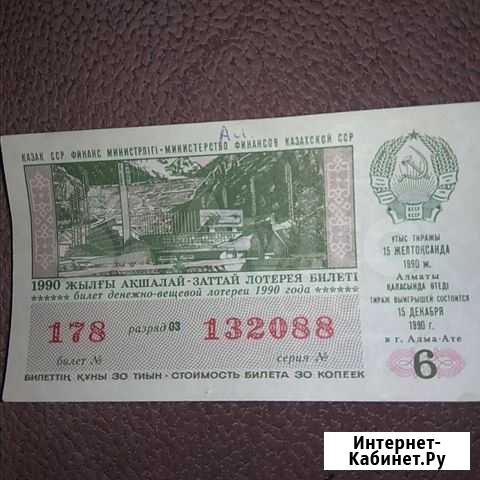 Ал.
ҚАЗАҚ ССР ФИНАНС МИНИСТРЛІГІ - МИНИСТЕРСТВО ФИНАНСОВ КАЗАХСКОЙ ССР
1990 ЖЫЛҒЫ АҚШАЛАЙ-ЗАТТАЙ ЛОТЕРЕЯ БИЛЕТІ
****** билет денежно-вещевой лотереи 1990 года ******
178 разряд 03 132088
билет № серия №
БИЛЕТТІҢ ҚҰНЫ 30 ТИЫН - СТОИМОСТЬ БИЛЕТА 30 КОПЕЕК
ҰТЫС ТИРАЖЫ
15 ЖЕЛТОҚСАНДА
1990 ж.
Алматы
ҚАЛАСЫНДА ӨТЕДІ
ТИРАЖ ВЫИГРЫШЕЙ СОСТОИТСЯ
15 ДЕКАБРЯ
1990 г.
в г. Алма-Ате
6
Интернет-
Кабинет.Ру